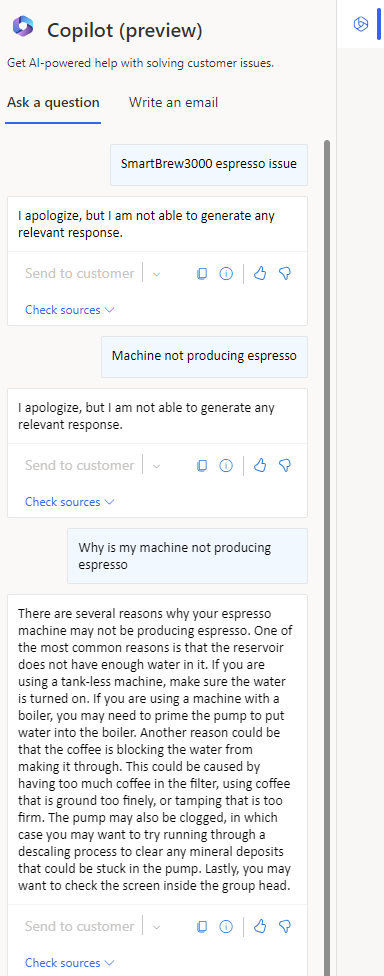 Copilot (preview)
Get AI-powered help with solving customer issues.
Ask a question
Write an email
SmartBrew3000 espresso issue
I apologize, but I am not able to generate any
relevant response.
Send to customer
Check sources
Machine not producing espresso
I apologize, but I am not able to generate any
relevant response.
Send to customer
Check sources
Why is my machine not producing
espresso
There are several reasons why your espresso
machine may not be producing espresso. One of
the most common reasons is that the reservoir
does not have enough water in it. If you are
using a tank-less machine, make sure the water
is turned on. If you are using a machine with a
boiler, you may need to prime the pump to put
water into the boiler. Another reason could be
that the coffee is blocking the water from
making it through. This could be caused by
having too much coffee in the filter, using coffee
that is ground too finely, or tamping that is too
firm. The pump may also be clogged, in which
case you may want to try running through a
descaling process to clear any mineral deposits
that could be stuck in the pump. Lastly, you may
want to check the screen inside the group head.
Send to customer
Check sources